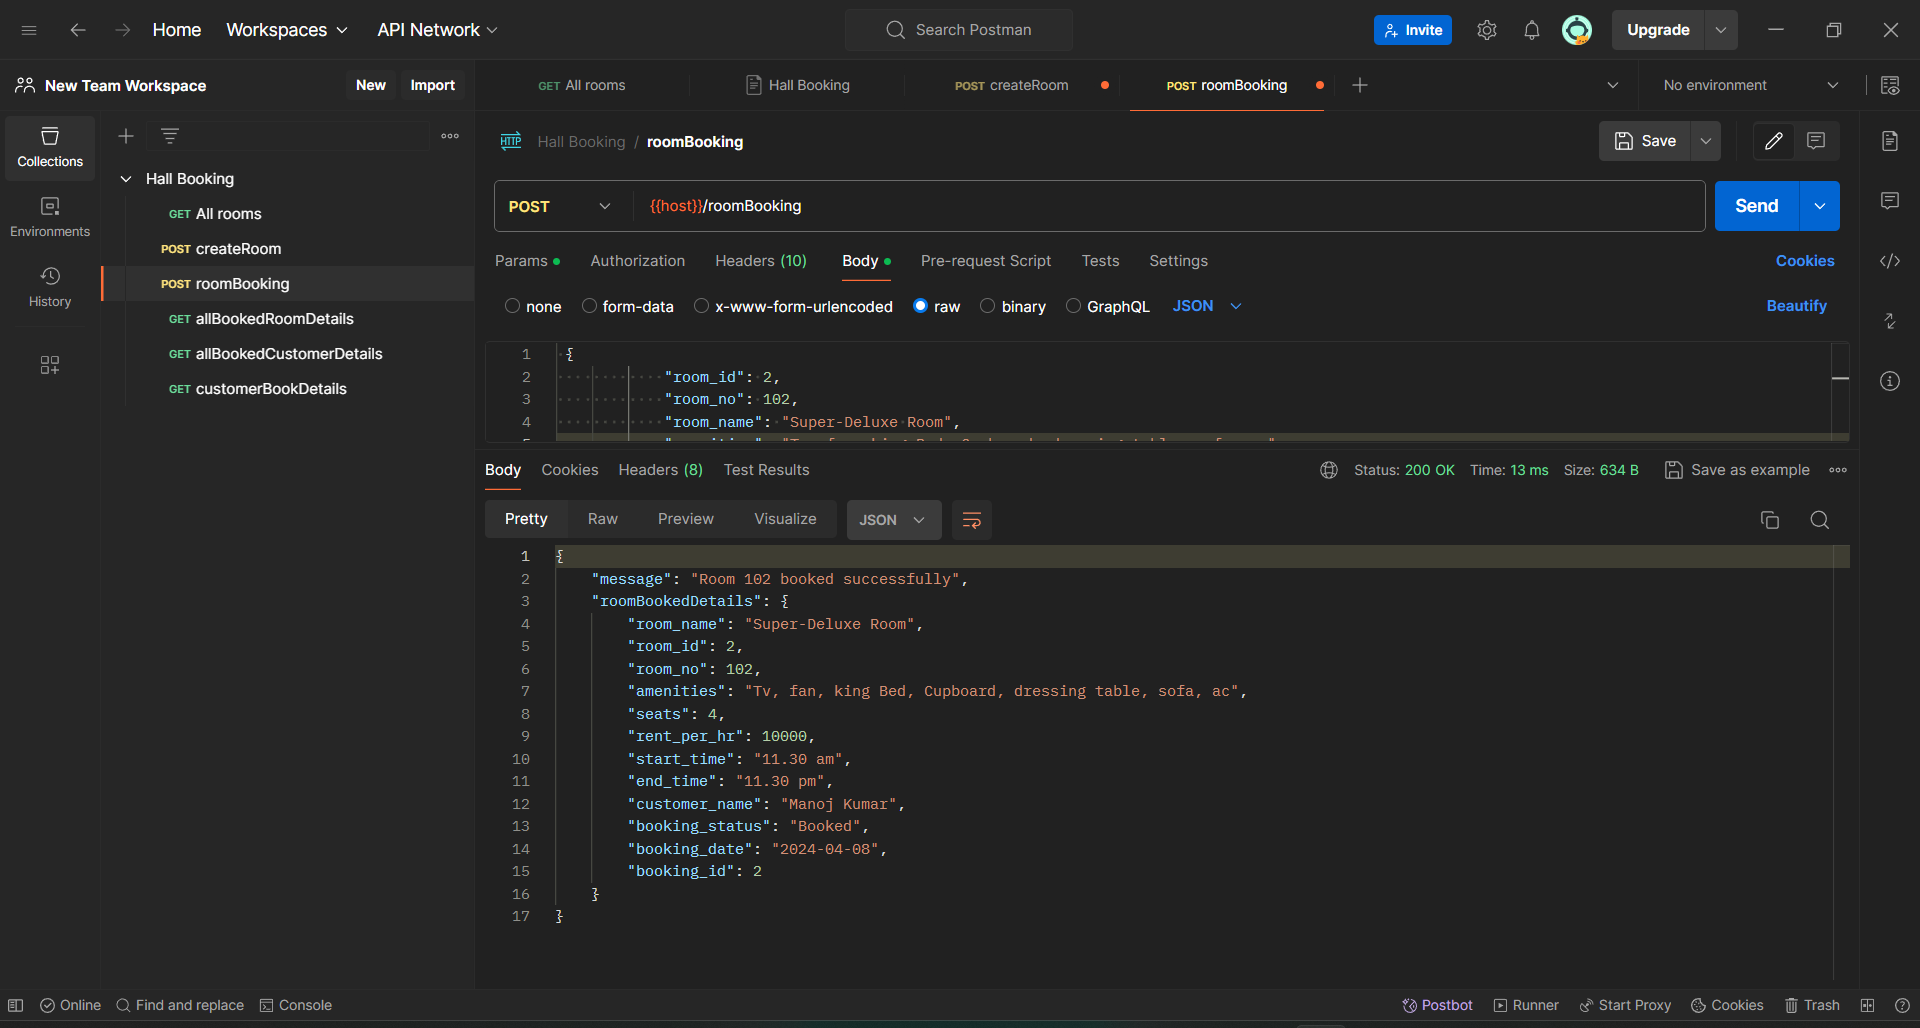 Home Workspaces API Network Search Postman Invite Upgrade
New Team Workspace New Import GET All rooms Hall Booking POST createRoom POST roomBooking No environment
Collections
Environments
History
Hall Booking
GET All rooms
POST createRoom
POST roomBooking
GET allBookedRoomDetails
GET allBookedCustomerDetails
GET customerBookDetails
HTTP Hall Booking / roomBooking Save
POST {{host}}/roomBooking Send
Params Authorization Headers (10) Body Pre-request Script Tests Settings Cookies
none form-data x-www-form-urlencoded raw binary GraphQL JSON Beautify
1 {
2 "room_id": 2,
3 "room_no": 102,
4 "room_name": "Super-Deluxe Room",
Body Cookies Headers (8) Test Results Status: 200 OK Time: 13 ms Size: 634 B Save as example
Pretty Raw Preview Visualize JSON
1 {
2 "message": "Room 102 booked successfully",
3 "roomBookedDetails": {
4 "room_name": "Super-Deluxe Room",
5 "room_id": 2,
6 "room_no": 102,
7 "amenities": "Tv, fan, king Bed, Cupboard, dressing table, sofa, ac",
8 "seats": 4,
9 "rent_per_hr": 10000,
10 "start_time": "11.30 am",
11 "end_time": "11.30 pm",
12 "customer_name": "Manoj Kumar",
13 "booking_status": "Booked",
14 "booking_date": "2024-04-08",
15 "booking_id": 2
16 }
17 }
Online Find and replace Console Postbot Runner Start Proxy Cookies Trash